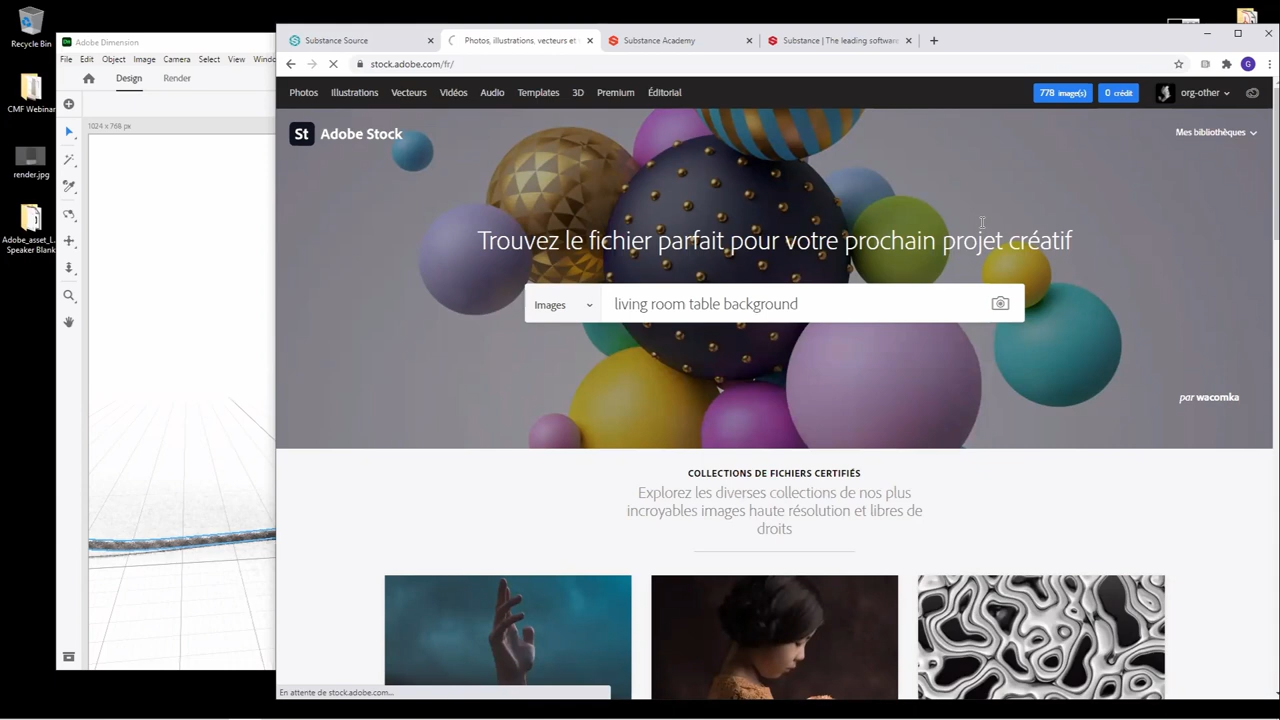 Recycle Bin
CMF Webinar
render.jpg
Adobe_asset_L...
Speaker Blank
Dn Adobe Dimension
File Edit Object Image Camera Select View Windo
Design Render
1024 x 768 px
Substance Source
Photos, illustrations, vecteurs et
Substance Academy
Substance | The leading software
stock.adobe.com/fr/
G
Photos Illustrations Vecteurs Vidéos Audio Templates 3D Premium Éditorial
778 image(s) 0 crédit org-other
St Adobe Stock
Mes bibliothèques
Trouvez le fichier parfait pour votre prochain projet créatif
Images living room table background
par wacomka
COLLECTIONS DE FICHIERS CERTIFIÉS
Explorez les diverses collections de nos plus
incroyables images haute résolution et libres de
droits
En attente de stock.adobe.com...